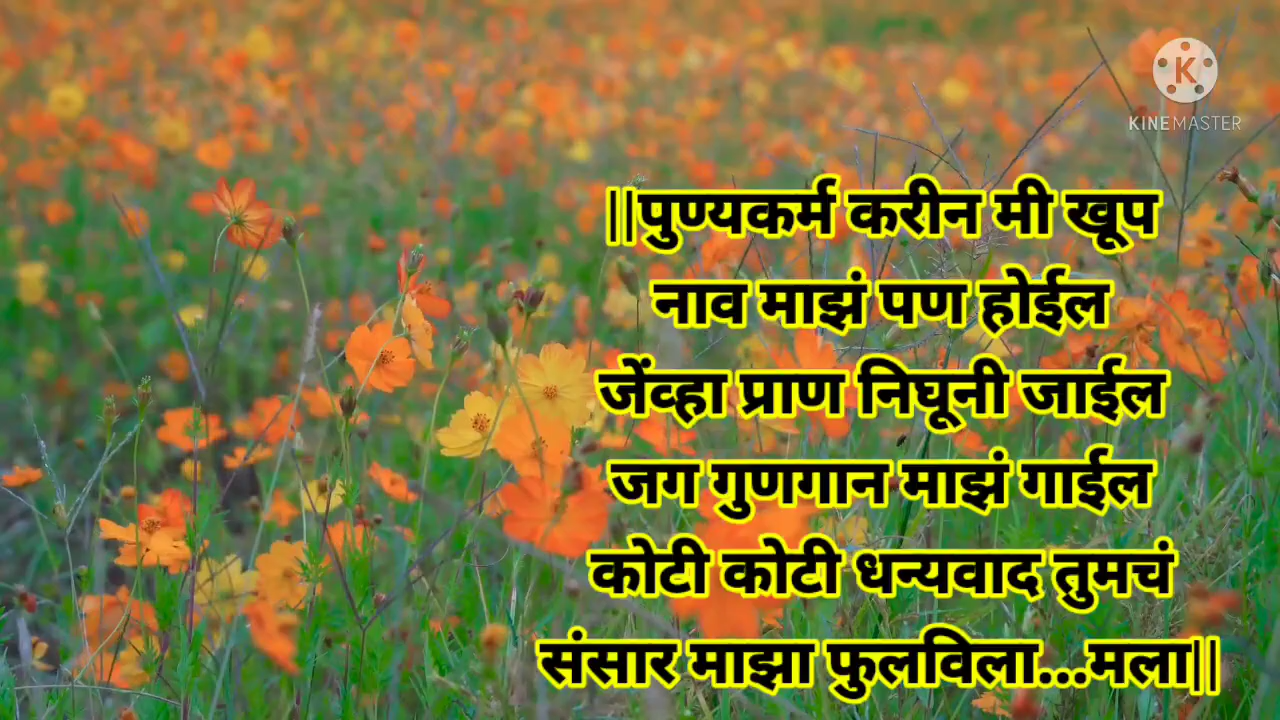 KINEMASTER
||पुण्यकर्म करीन मी खूप
नाव माझं पण होईल
जेंव्हा प्राण निघूनी जाईल
जग गुणगान माझं गाईल
कोटी कोटी धन्यवाद तुमचं
संसार माझा फुलविला...मला||